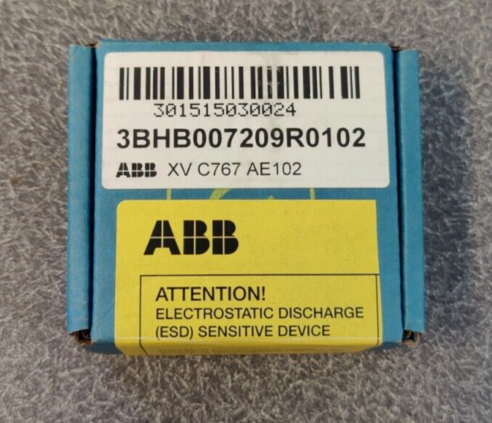 301515030024
3BHB007209R0102
ABB XV C767 AE102
ABB
ATTENTION!
ELECTROSTATIC DISCHARGE
(ESD) SENSITIVE DEVICE